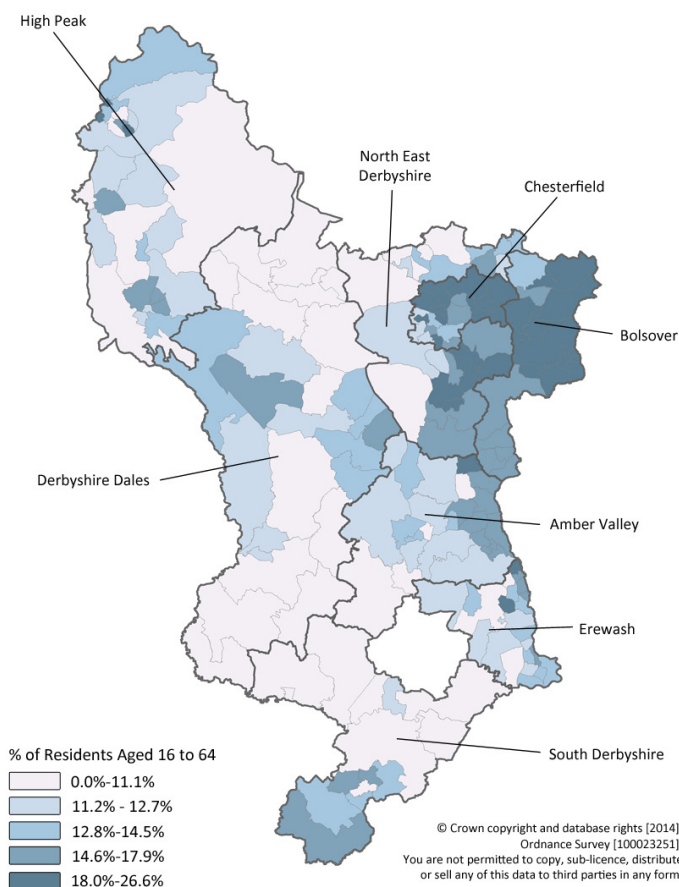 High Peak
North East
Derbyshire
Chesterfield
Bolsover
Derbyshire Dales
Amber Valley
Erewash
South Derbyshire
% of Residents Aged 16 to 64
0.0%-11.1%
11.2% - 12.7%
12.8%-14.5%
14.6%-17.9%
18.0%-26.6%
© Crown copyright and database rights [2014]
Ordnance Survey [100023251]
You are not permitted to copy, sub-licence, distribute
or sell any of this data to third parties in any form